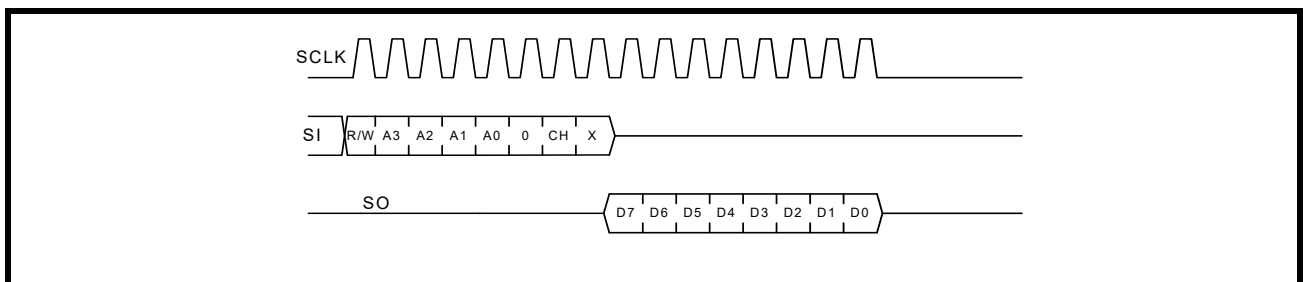 SCLK
SI R/W A3 A2 A1 A0 0 CH X
SO
D7 D6 D5 D4 D3 D2 D1 D0